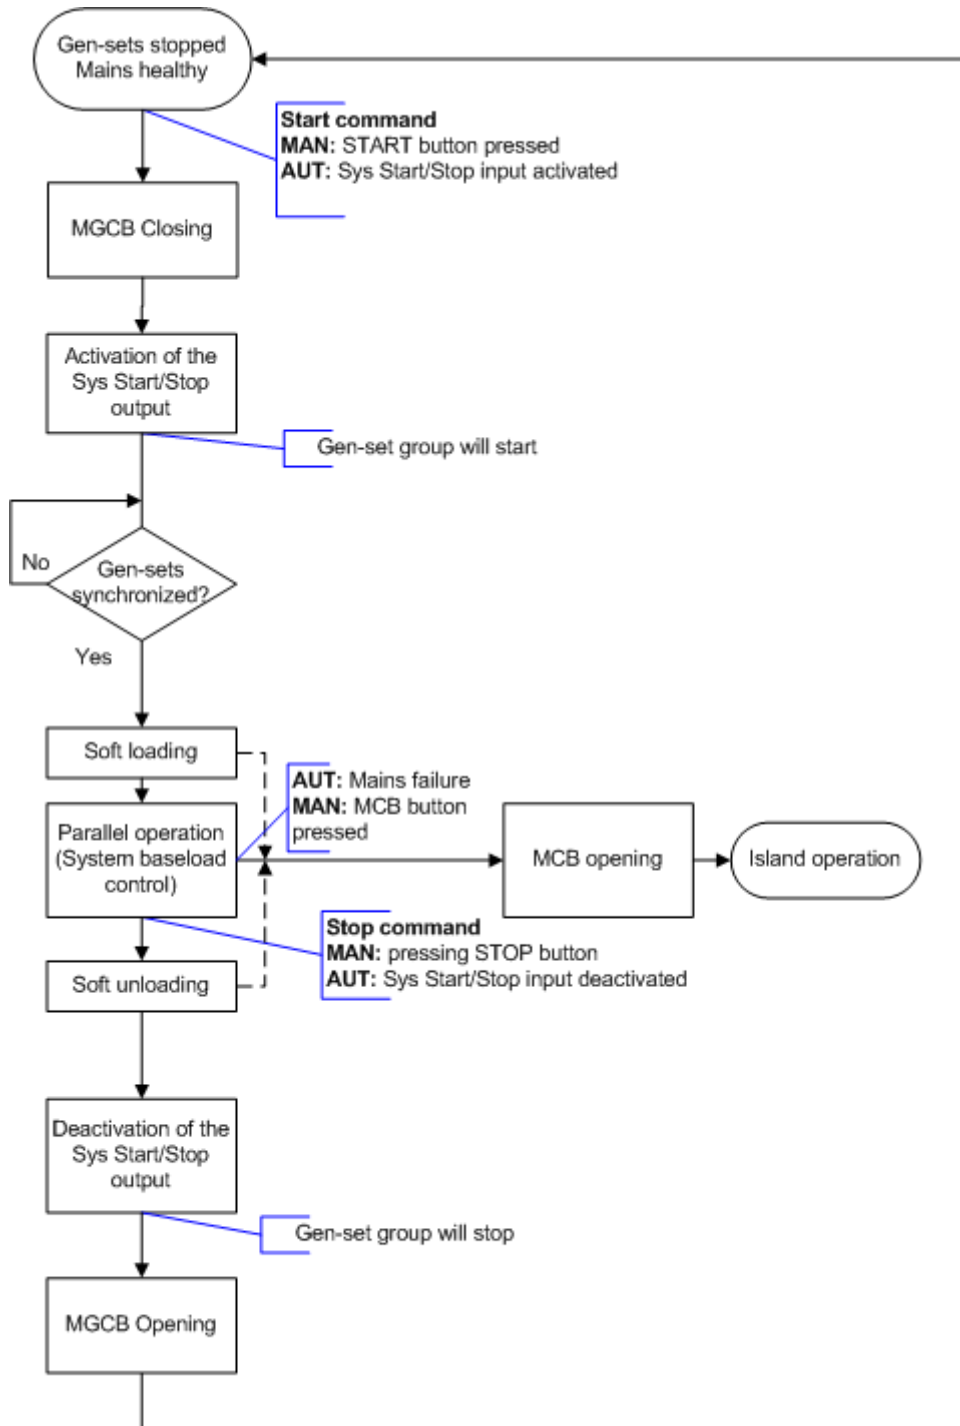 Gen-sets stopped
Mains healthy
Start command
MAN: START button pressed
AUT: Sys Start/Stop input activated
MGCB Closing
Activation of the
Sys Start/Stop
output
Gen-set group will start
No
Gen-sets
synchronized?
Yes
Soft loading
AUT: Mains failure
MAN: MCB button
pressed
Parallel operation
(System baseload
control)
MCB opening
Island operation
Stop command
MAN: pressing STOP button
AUT: Sys Start/Stop input deactivated
Soft unloading
Deactivation of the
Sys Start/Stop
output
Gen-set group will stop
MGCB Opening